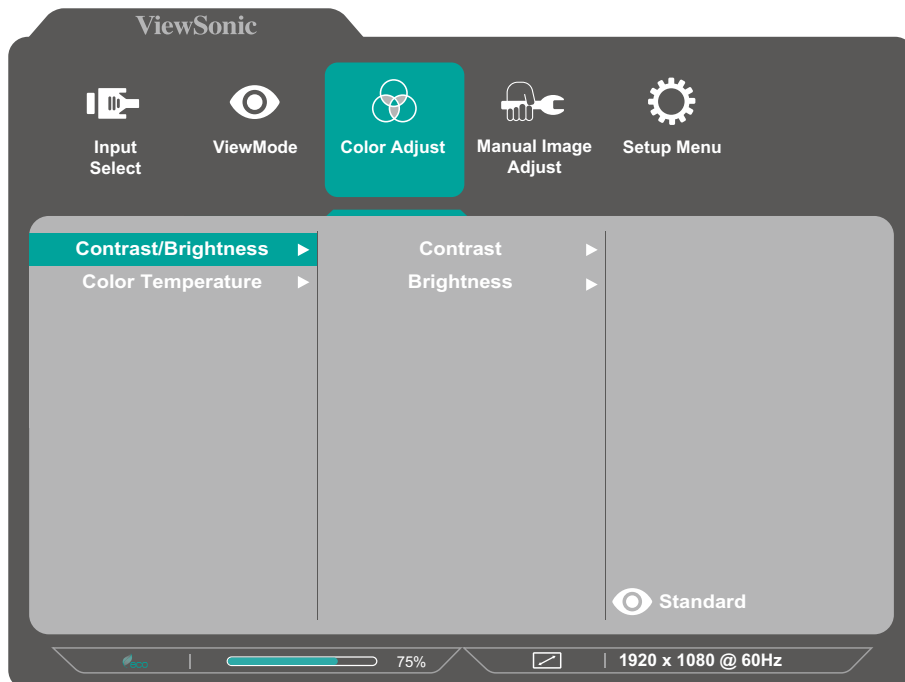 ViewSonic
Input
Select
ViewMode
Color Adjust
Manual Image
Adjust
Setup Menu
Contrast/Brightness
Contrast
Color Temperature
Brightness
Standard
eco
75%
1920 x 1080 @ 60Hz